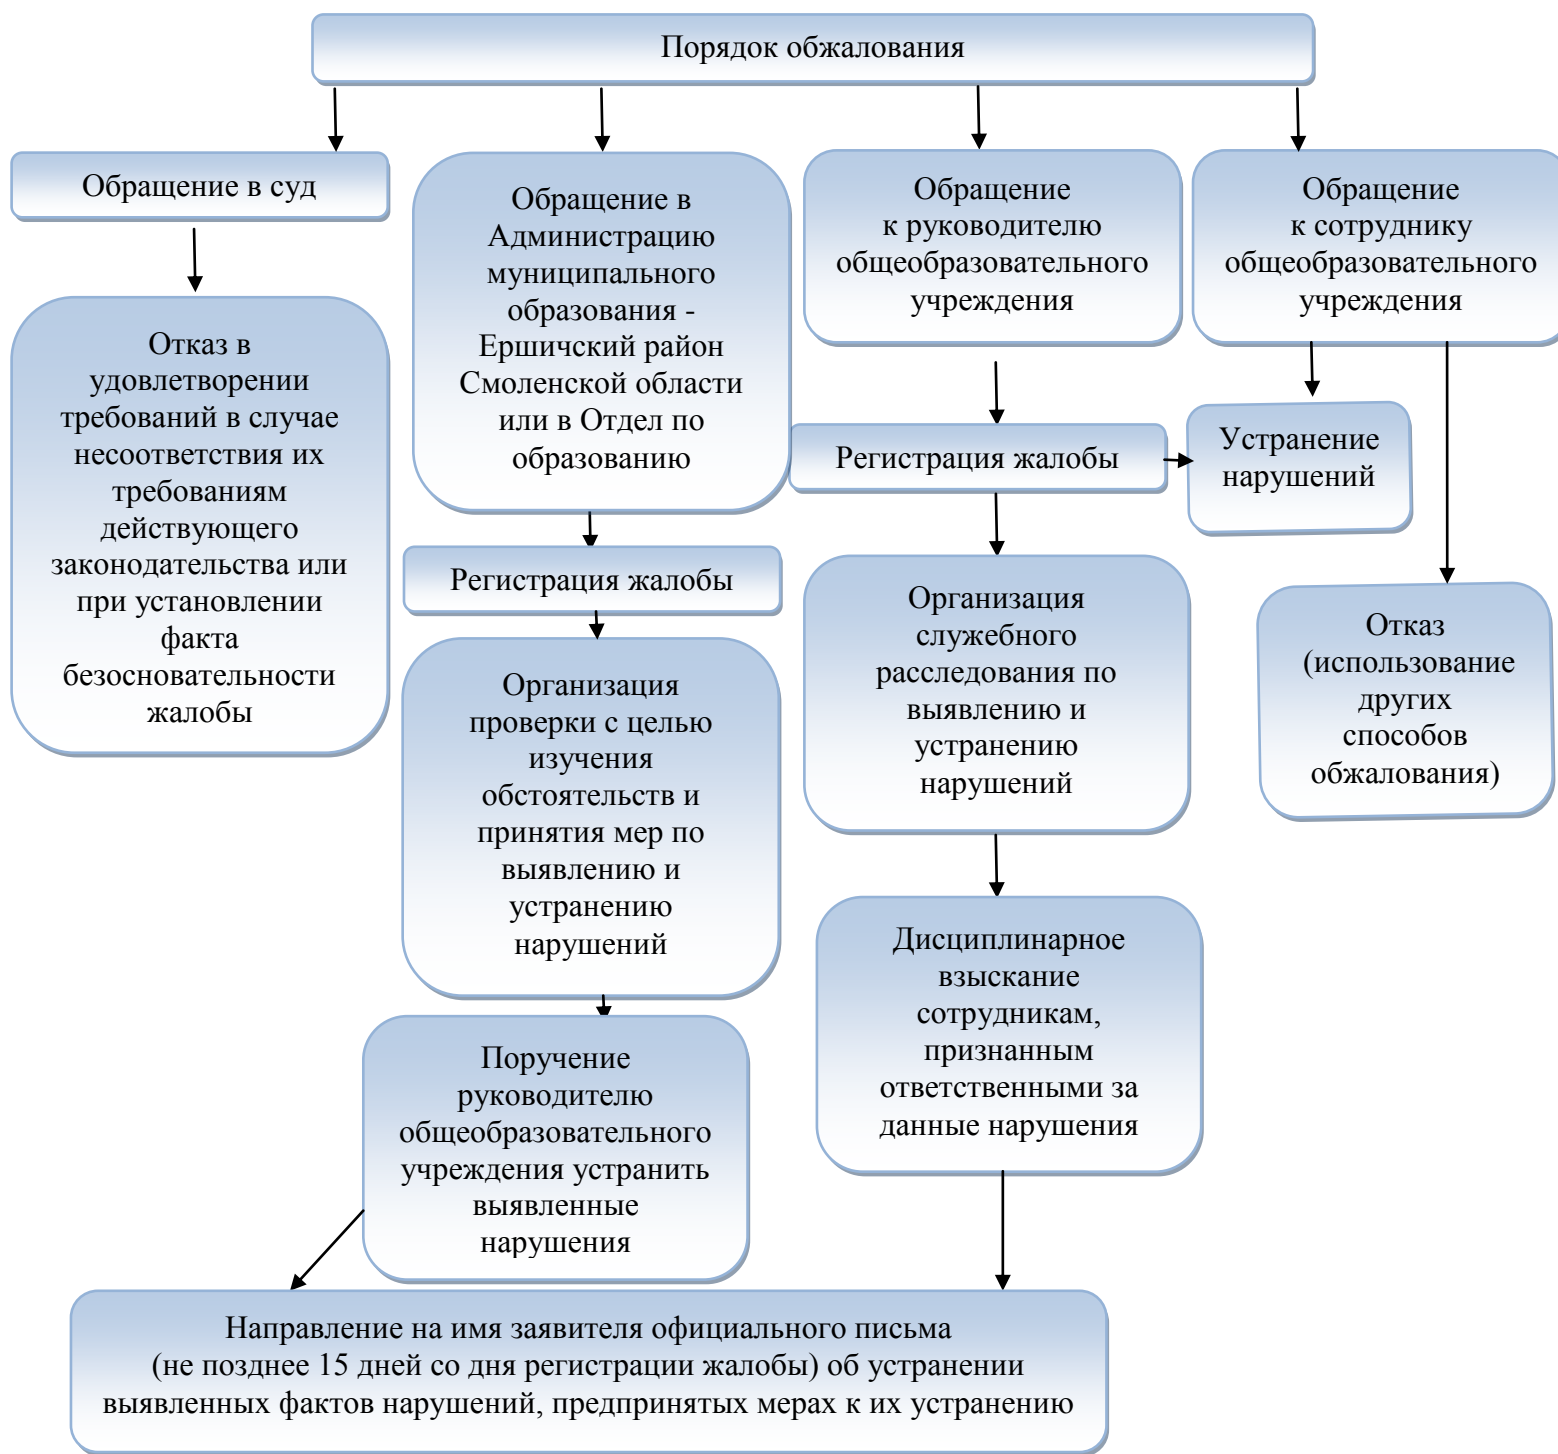 Порядок обжалования
Обращение в суд
Отказ в
удовлетворении
требований в случае
несоответствия их
требованиям
действующего
законодательства или
при установлении
факта
безосновательности
жалобы
Обращение в
Администрацию
муниципального
образования -
Ершичский район
Смоленской области
или в Отдел по
образованию
Регистрация жалобы
Организация
проверки с целью
изучения
обстоятельств и
принятия мер по
выявлению и
устранению
нарушений
Поручение
руководителю
общеобразовательного
учреждения устранить
выявленные
нарушения
Обращение
к руководителю
общеобразовательного
учреждения
Регистрация жалобы
Организация
служебного
расследования по
выявлению и
устранению
нарушений
Дисциплинарное
взыскание
сотрудникам,
признанным
ответственными за
данные нарушения
Обращение
к сотруднику
общеобразовательного
учреждения
Устранение
нарушений
Отказ
(использование
других
способов
обжалования)
Направление на имя заявителя официального письма
(не позднее 15 дней со дня регистрации жалобы) об устранении
выявленных фактов нарушений, предпринятых мерах к их устранению